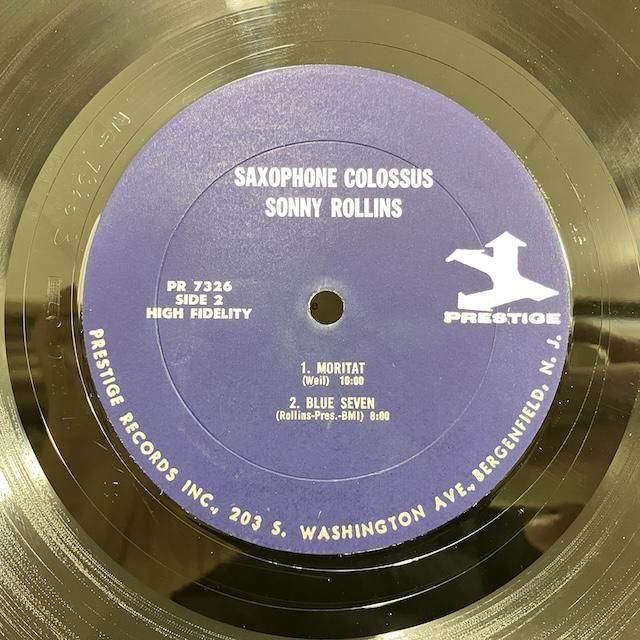 SAXOPHONE COLOSSUS
SONNY ROLLINS
PR 7326
SIDE 2
HIGH FIDELITY
PRESTIGE
1. MORITAT
(Weil) 10:00
2. BLUE SEVEN
(Rollins-Pres.-BMI) 8:00
PRESTIGE RECORDS INC., 203 S. WASHINGTON AVE., BERGENFIELD, N. J.